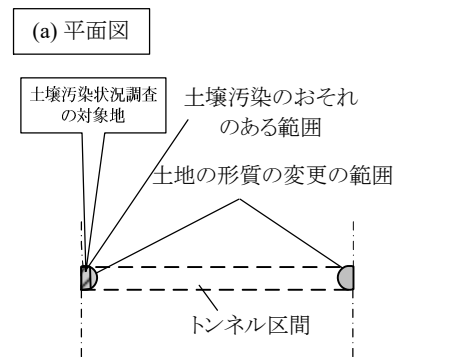 (a) 平面図
土壌汚染状況調査
の対象地
土壌汚染のおそれ
のある範囲
土地の形質の変更の範囲
トンネル区間